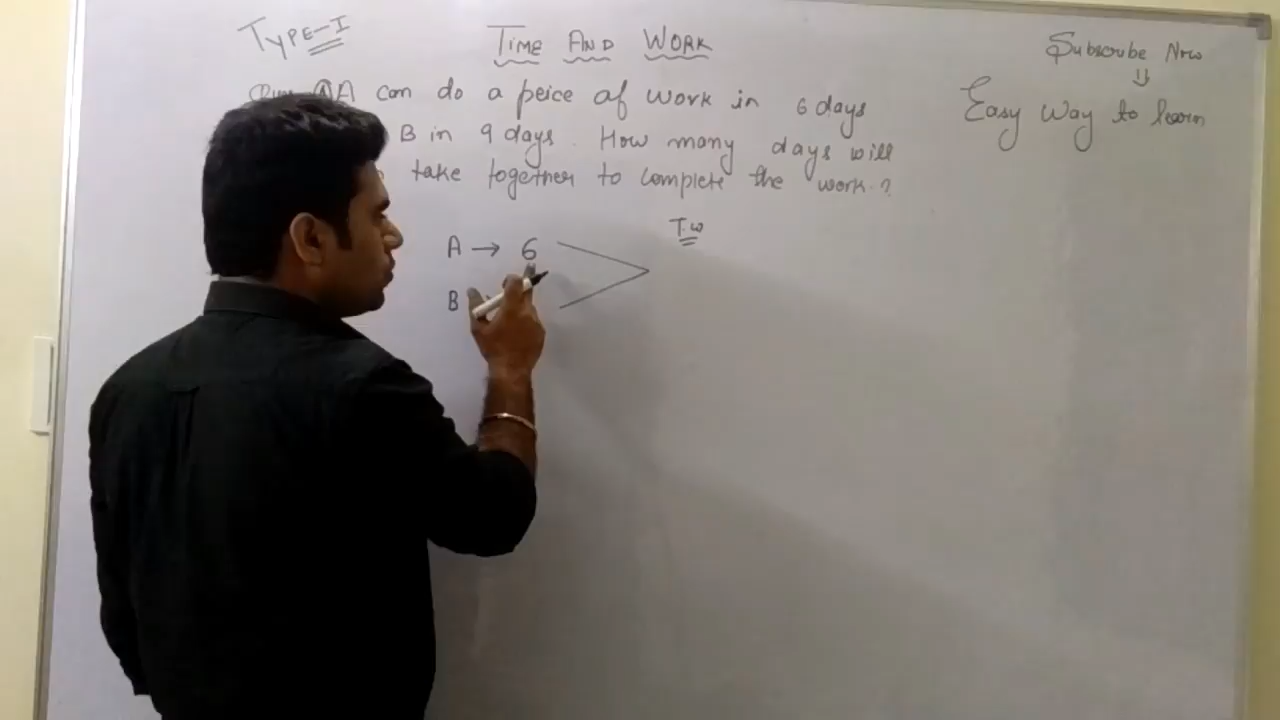 TYPE-I
TIME AND WORK
Subscribe Now
⇓
Easy Way to learn
A can do a peice of work in 6 days
B in 9 days. How many days will
take together to complete the work?
T.W
A → 6
B